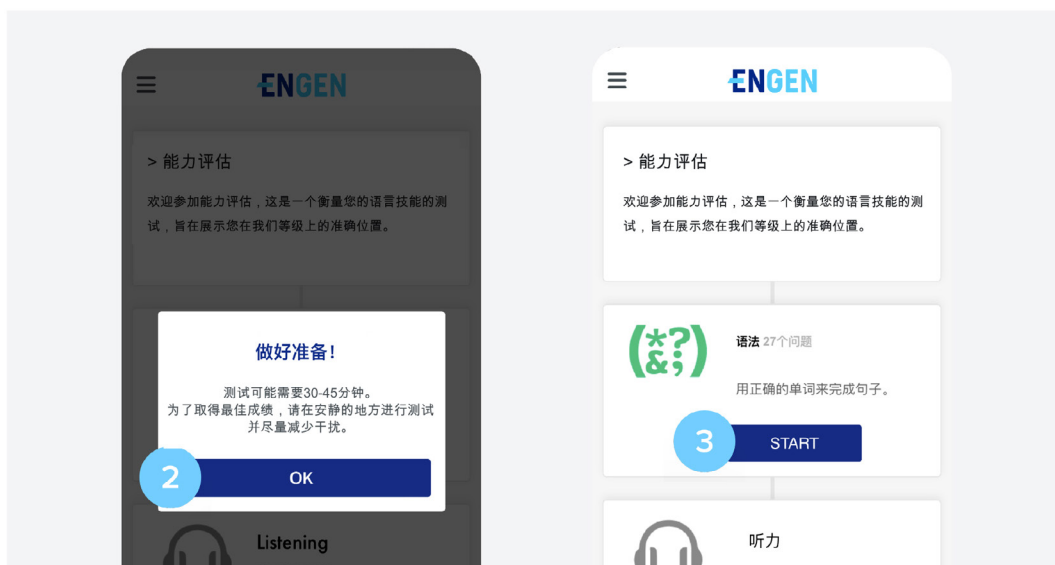 ENGEN
> 能力评估
欢迎参加能力评估，这是一个衡量您的语言技能的测
试，旨在展示您在我们等级上的准确位置。
做好准备！
测试可能需要30-45分钟。
为了取得最佳成绩，请在安静的地方进行测试
并尽量减少干扰。
2
OK
Listening
ENGEN
> 能力评估
欢迎参加能力评估，这是一个衡量您的语言技能的测
试，旨在展示您在我们等级上的准确位置。
(*?
&;)
语法 27个问题
用正确的单词来完成句子。
3
START
听力